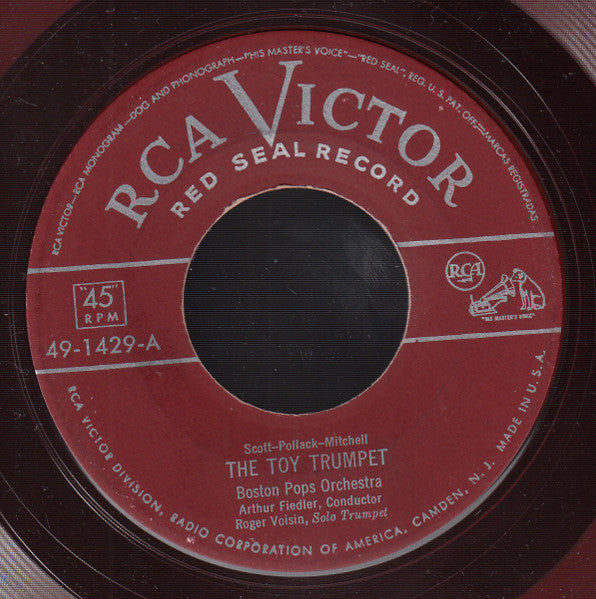 RCA VICTOR—RCA MONOGRAM—DOG AND PHONOGRAPH—"HIS MASTER'S VOICE"—"RED SEAL", REG. U. S. PAT. OFF.—MARCAS REGISTRADAS
RCA VICTOR
RED SEAL RECORD
RCA
"45"
RPM
"HIS MASTER'S VOICE"
49-1429-A
Scott–Pollack–Mitchell
THE TOY TRUMPET
Boston Pops Orchestra
Arthur Fiedler, Conductor
Roger Voisin, Solo Trumpet
RCA VICTOR DIVISION, RADIO CORPORATION OF AMERICA, CAMDEN, N. J. MADE IN U.S.A.